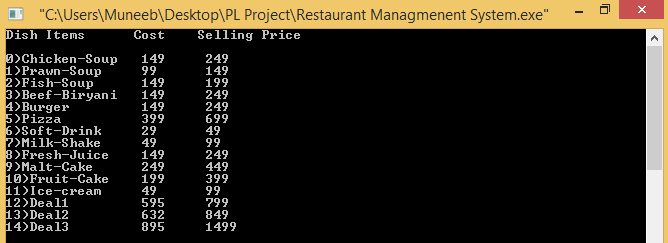 "C:\Users\Muneeb\Desktop\PL Project\Restaurant Managmenent System.exe"
Dish Items Cost Selling Price
0)Chicken-Soup 149 249
1)Prawn-Soup 99 149
2)Fish-Soup 149 199
3)Beef-Biryani 149 249
4)Burger 149 249
5)Pizza 399 699
6)Soft-Drink 29 49
7)Milk-Shake 49 99
8)Fresh-Juice 149 249
9)Malt-Cake 249 449
10)Fruit-Cake 199 399
11)Ice-cream 49 99
12)Deal1 595 799
13)Deal2 632 849
14)Deal3 895 1499